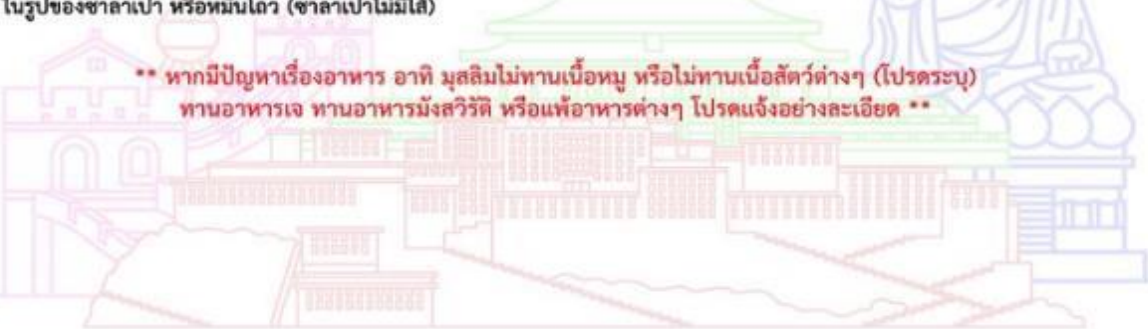 ในรูปของซาลาเปา หรือหมั่นโถว (ซาลาเปาไม่มีไส้)
** หากมีปัญหาเรื่องอาหาร อาทิ มุสลิมไม่ทานเนื้อหมู หรือไม่ทานเนื้อสัตว์ต่างๆ (โปรดระบุ)
ทานอาหารเจ ทานอาหารมังสวิรัติ หรือแพ้อาหารต่างๆ โปรดแจ้งอย่างละเอียด **